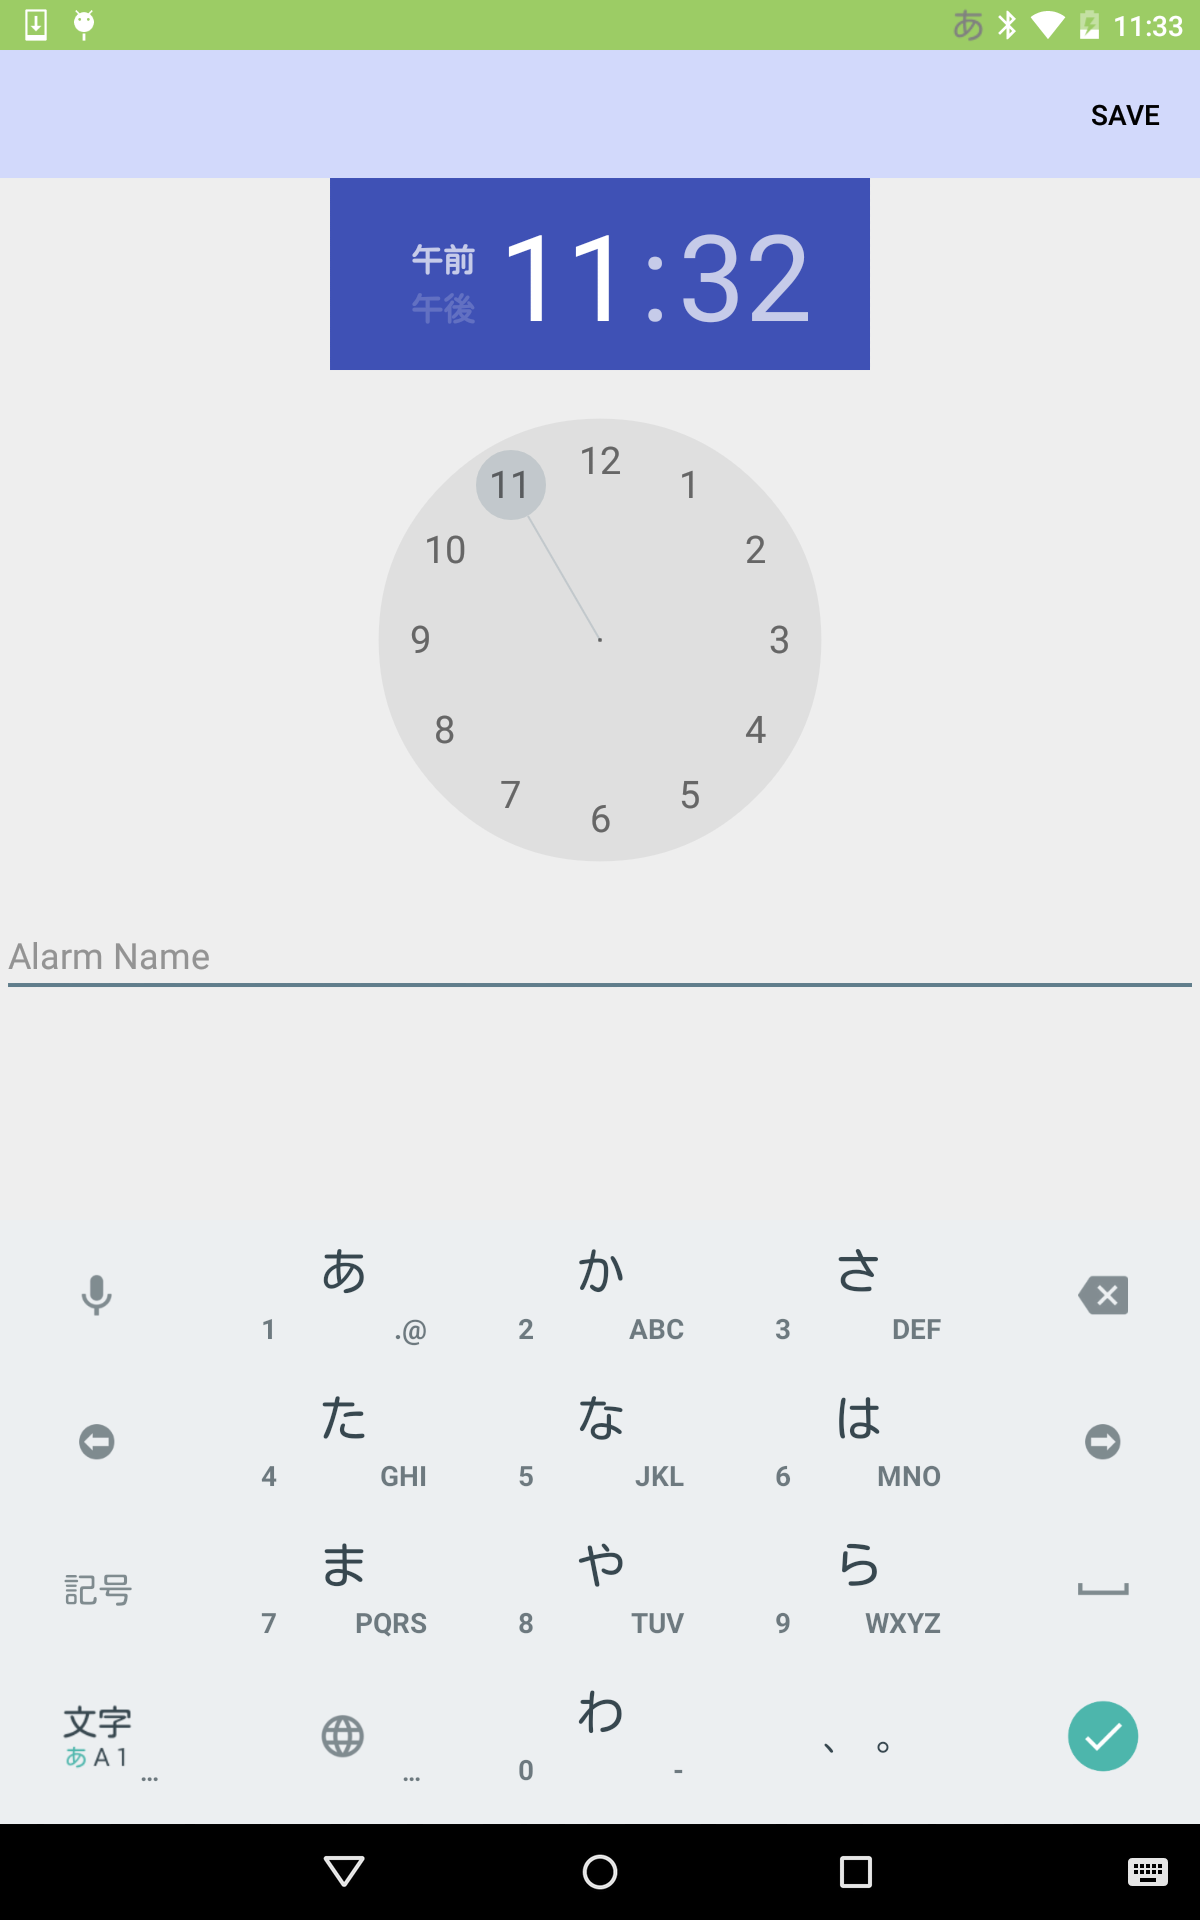 あ 11:33
SAVE
午前
午後
11:32
12
11 1
10 2
9 3
8 4
7 5
6
Alarm Name
あ か さ
1 .@ 2 ABC 3 DEF
た な は
4 GHI 5 JKL 6 MNO
ま や ら
記号
7 PQRS 8 TUV 9 WXYZ
文字 わ
あ A 1 ... ... 0 - 、 。